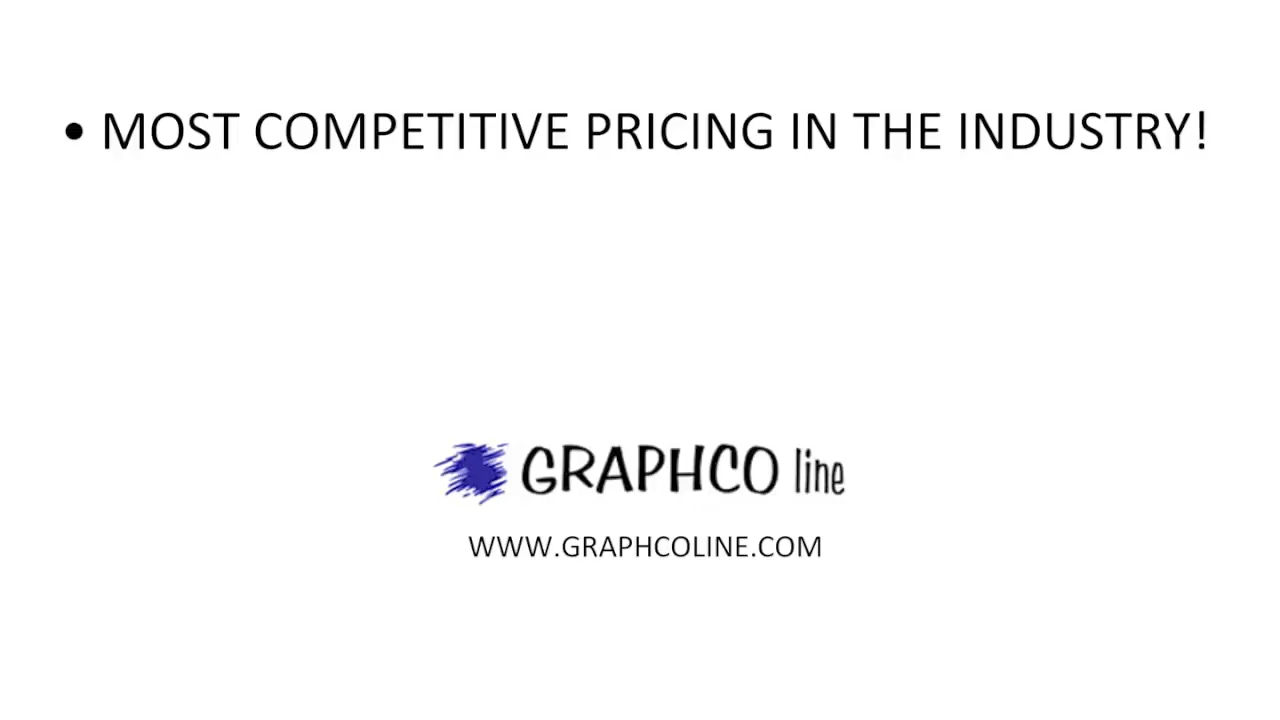 • MOST COMPETITIVE PRICING IN THE INDUSTRY!
GRAPHCO line
WWW.GRAPHCOLINE.COM